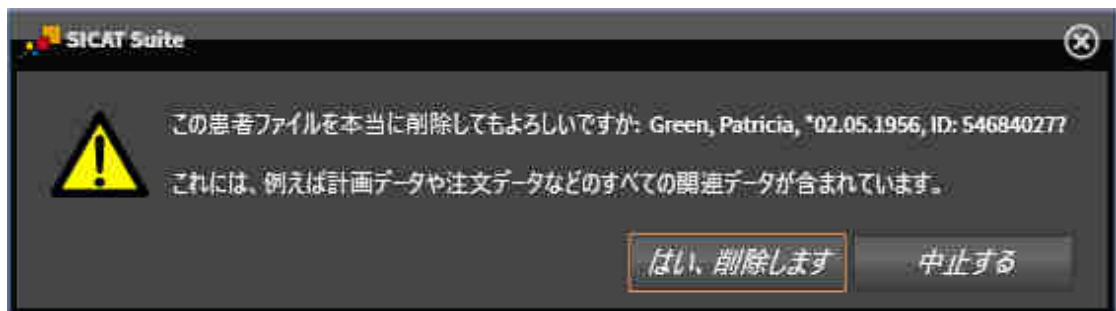 SICAT Suite
この患者ファイルを本当に削除してもよろしいですか: Green, Patricia, *02.05.1956, ID: 54684027?
これには、例えば計画データや注文データなどのすべての関連データが含まれています。
はい、削除します 中止する